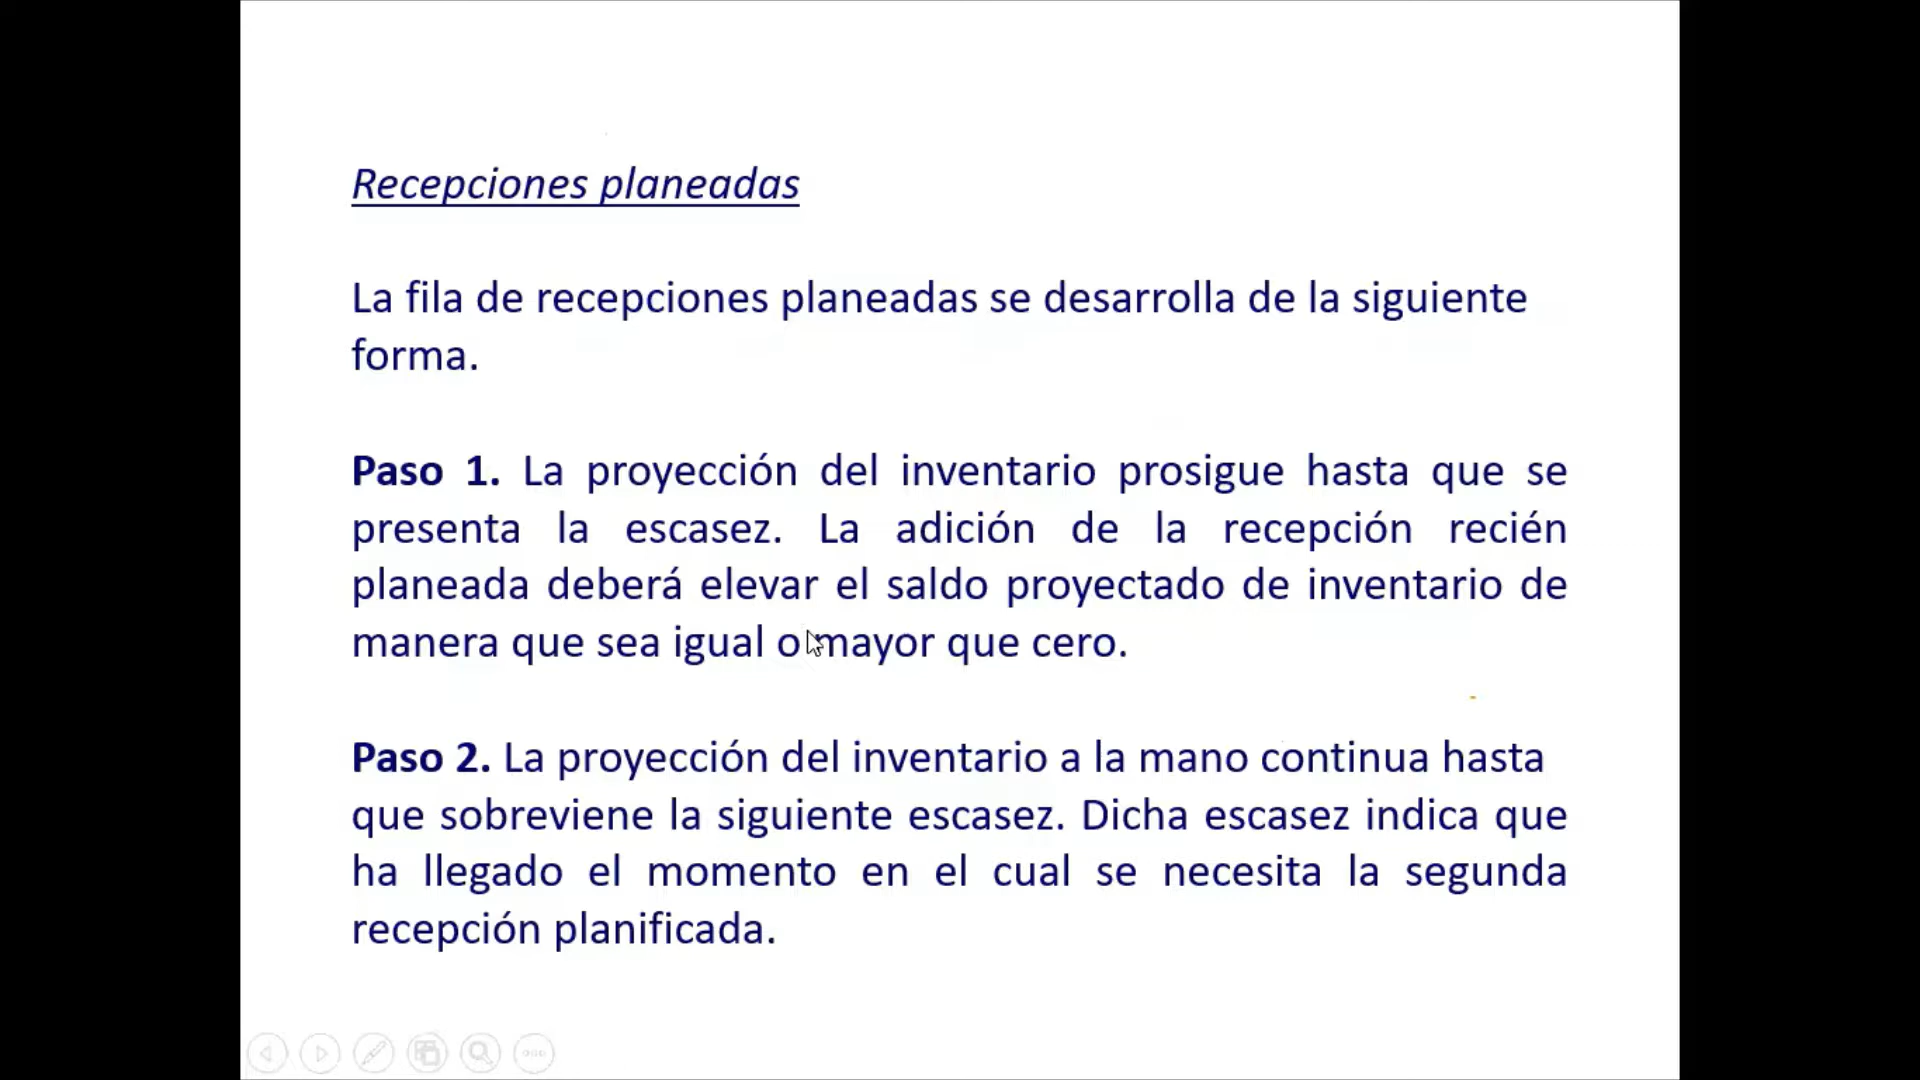 Recepciones planeadas
La fila de recepciones planeadas se desarrolla de la siguiente
forma.
Paso 1. La proyección del inventario prosigue hasta que se
presenta la escasez. La adición de la recepción recién
planeada deberá elevar el saldo proyectado de inventario de
manera que sea igual o mayor que cero.
Paso 2. La proyección del inventario a la mano continua hasta
que sobreviene la siguiente escasez. Dicha escasez indica que
ha llegado el momento en el cual se necesita la segunda
recepción planificada.